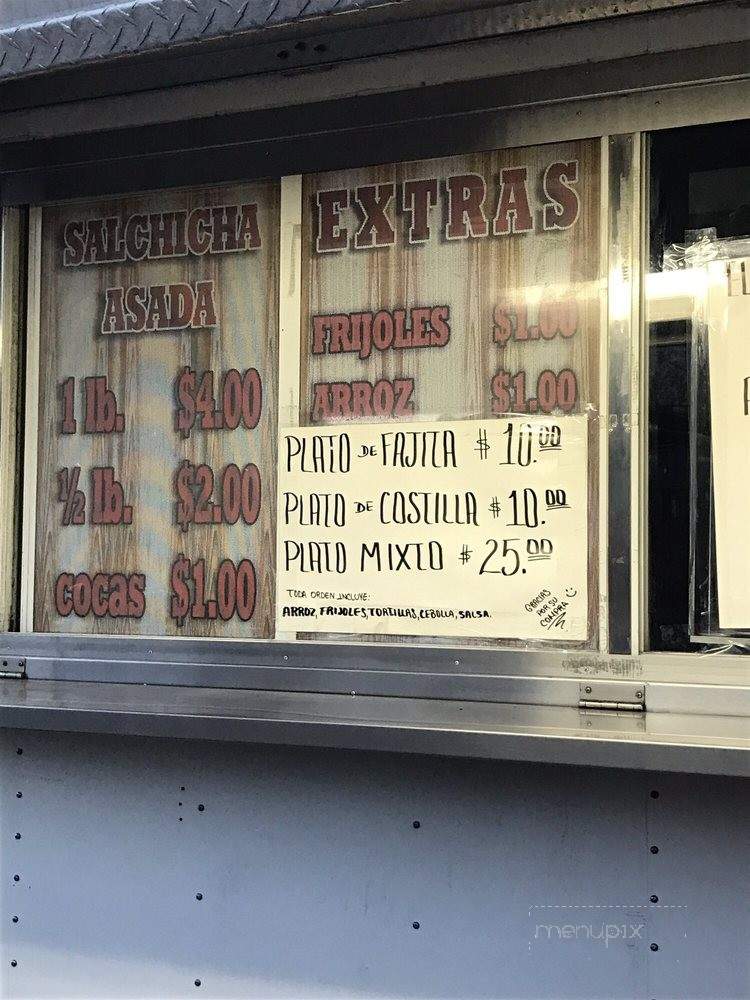 SALCHICHA
ASADA
1 lb. $4.00
½ lb. $2.00
cocas $1.00
EXTRAS
FRIJOLES $1.00
ARROZ $1.00
PLATO DE FAJITA $10.00
PLATO DE COSTILLA $10.00
PLATO MIXTO $25.00
TODA ORDEN INCLUYE:
ARROZ, FRIJOLES, TORTILLAS, CEBOLLA, SALSA.
GRACIAS
POR SU
COMPRA
menupix